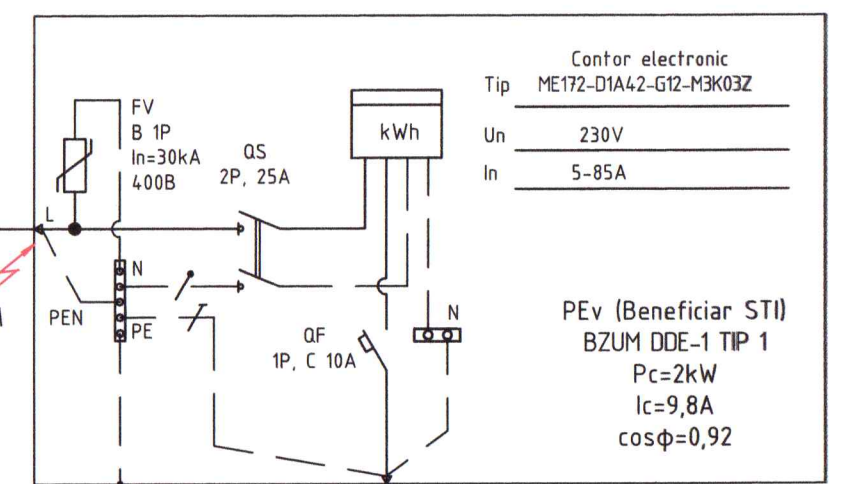 Contor electronic
Tip ME172-D1A42-G12-M3K03Z
Un 230V
In 5-85A
FV
B 1P
In=30kA
400B
QS
2P, 25A
kWh
L
N
PEN
PE
QF
1P, C 10A
N
PEv (Beneficiar STI)
BZUM DDE-1 TIP 1
Pc=2kW
Ic=9,8A
cosϕ=0,92